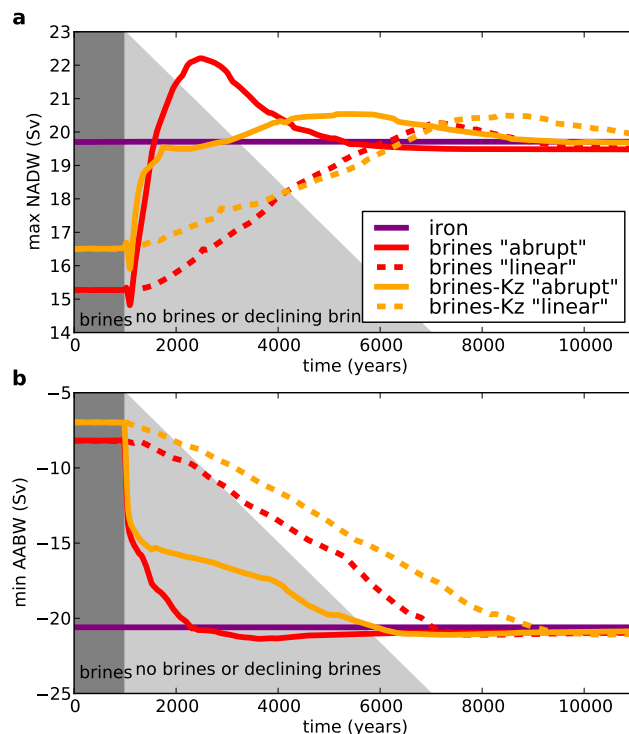 a
23
22
21
20
19
18
17
16
15
14
max NADW (Sv)
iron
brines "abrupt"
brines "linear"
brines-Kz "abrupt"
brines-Kz "linear"
brines
no brines or declining brin
0
2000
4000
6000
8000
10000
time (years)
b
−5
−10
−15
−20
−25
min AABW (Sv)
brines
no brines or declining brines
0
2000
4000
6000
8000
10000
time (years)